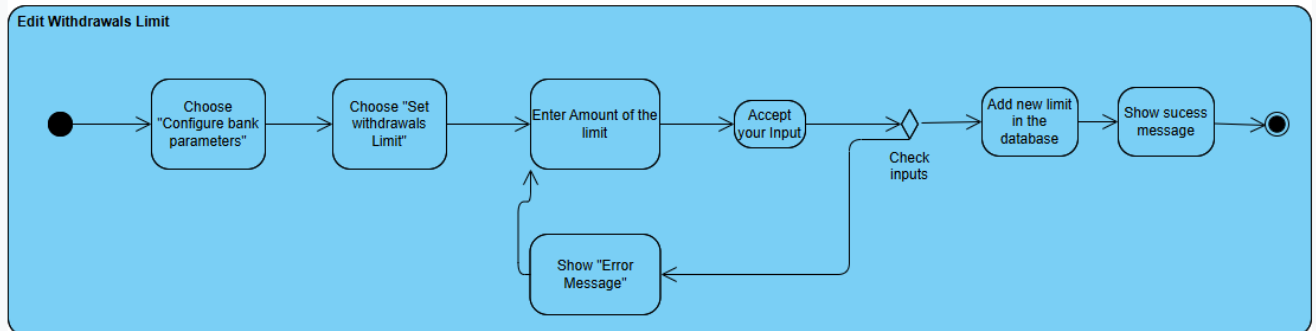 Edit Withdrawals Limit
Choose
"Configure bank
parameters"
Choose "Set
withdrawals
Limit"
Enter Amount of the
limit
Accept
your Input
Check
inputs
Add new limit
in the
database
Show sucess
message
Show "Error
Message"